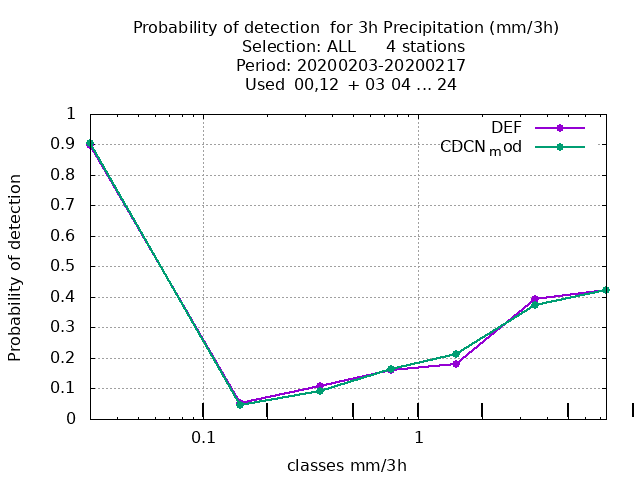 Probability of detection  for 3h Precipitation (mm/3h)
Selection: ALL      4 stations
Period: 20200203-20200217
Used  00,12  + 03 04 ... 24
DEF
CDCNmod
1
0.9
0.8
0.7
0.6
0.5
0.4
0.3
0.2
0.1
0
Probability of detection
0.1
1
classes mm/3h